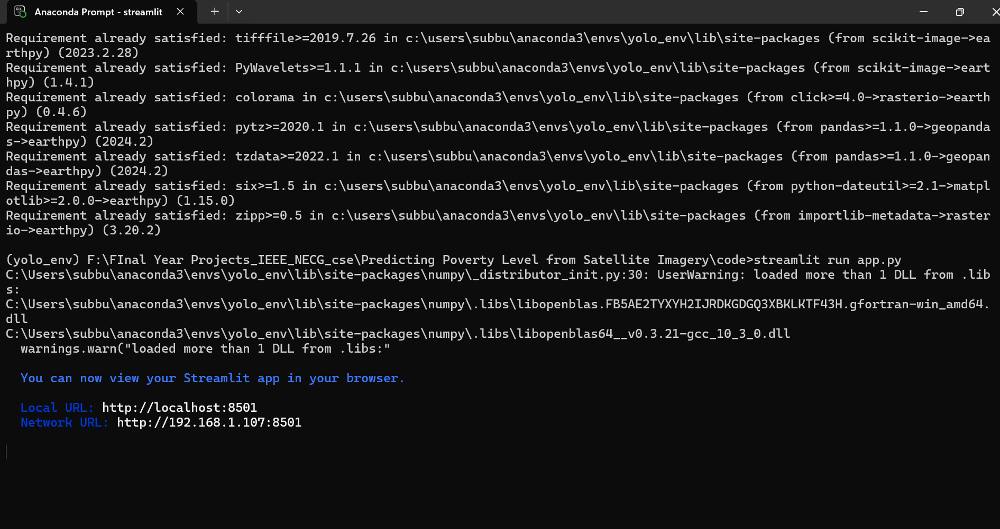 Anaconda Prompt - streamlit
Requirement already satisfied: tifffile>=2019.7.26 in c:\users\subbu\anaconda3\envs\yolo_env\lib\site-packages (from scikit-image->ea
rthpy) (2023.2.28)
Requirement already satisfied: PyWavelets>=1.1.1 in c:\users\subbu\anaconda3\envs\yolo_env\lib\site-packages (from scikit-image->eart
hpy) (1.4.1)
Requirement already satisfied: colorama in c:\users\subbu\anaconda3\envs\yolo_env\lib\site-packages (from click>=4.0->rasterio->earth
py) (0.4.6)
Requirement already satisfied: pytz>=2020.1 in c:\users\subbu\anaconda3\envs\yolo_env\lib\site-packages (from pandas>=1.1.0->geopanda
s->earthpy) (2024.2)
Requirement already satisfied: tzdata>=2022.1 in c:\users\subbu\anaconda3\envs\yolo_env\lib\site-packages (from pandas>=1.1.0->geopan
das->earthpy) (2024.2)
Requirement already satisfied: six>=1.5 in c:\users\subbu\anaconda3\envs\yolo_env\lib\site-packages (from python-dateutil>=2.1->matpl
otlib>=2.0.0->earthpy) (1.15.0)
Requirement already satisfied: zipp>=0.5 in c:\users\subbu\anaconda3\envs\yolo_env\lib\site-packages (from importlib-metadata->raster
io->earthpy) (3.20.2)
(yolo_env) F:\FInal Year Projects_IEEE_NECG_cse\Predicting Poverty Level from Satellite Imagery\code>streamlit run app.py
C:\Users\subbu\anaconda3\envs\yolo_env\lib\site-packages\numpy\_distributor_init.py:30: UserWarning: loaded more than 1 DLL from .lib
s:
C:\Users\subbu\anaconda3\envs\yolo_env\lib\site-packages\numpy\.libs\libopenblas.FB5AE2TYXYH2IJRDKGDGQ3XBKLKTF43H.gfortran-win_amd64.
dll
C:\Users\subbu\anaconda3\envs\yolo_env\lib\site-packages\numpy\.libs\libopenblas64__v0.3.21-gcc_10_3_0.dll
warnings.warn("loaded more than 1 DLL from .libs:"
You can now view your Streamlit app in your browser.
Local URL: http://localhost:8501
Network URL: http://192.168.1.107:8501